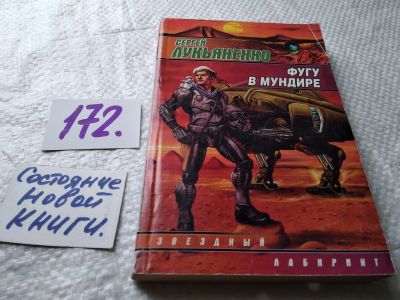 СЕРГЕЙ
ЛУКЬЯНЕНКО
ФУГУ
В МУНДИРЕ
172.
Состояние
новой
книги.
ЗВЕЗДНЫЙ
ЛАБИРИНТ